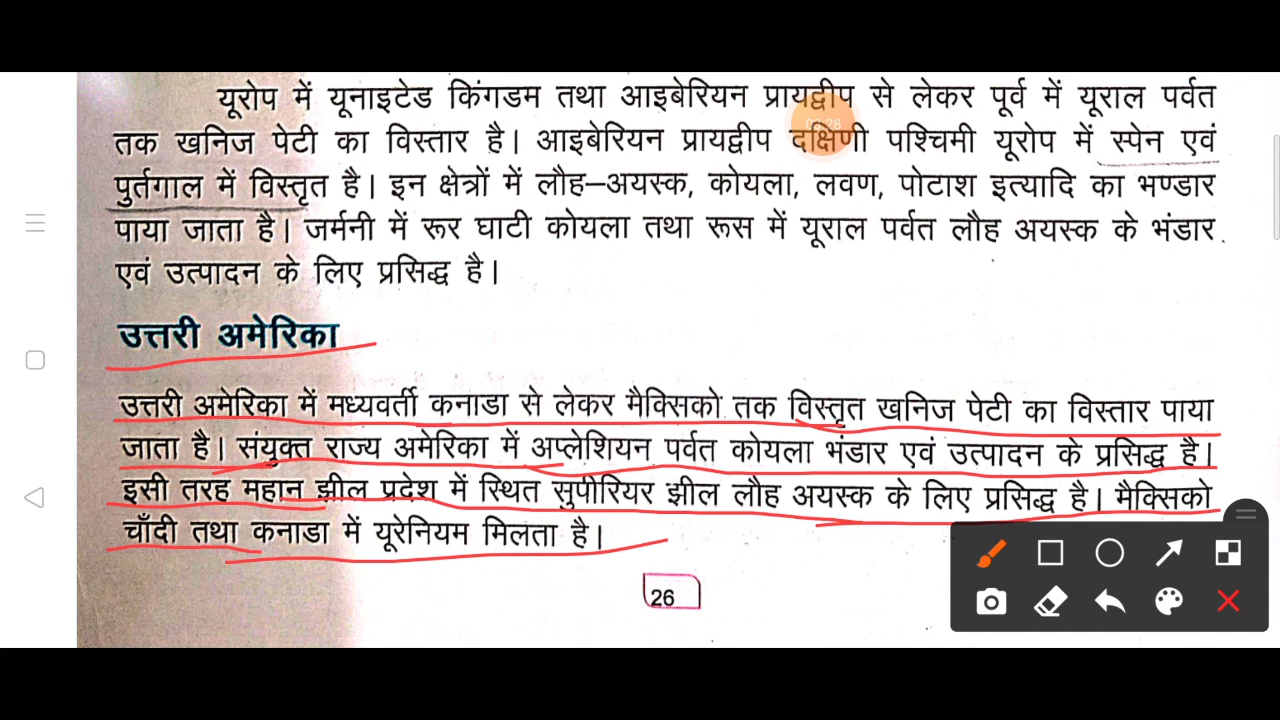 यूरोप में यूनाइटेड किंगडम तथा आइबेरियन प्रायद्वीप से लेकर पूर्व में यूराल पर्वत
तक खनिज पेटी का विस्तार है। आइबेरियन प्रायद्वीप दक्षिणी पश्चिमी यूरोप में स्पेन एवं
पुर्तगाल में विस्तृत है। इन क्षेत्रों में लौह–अयस्क, कोयला, लवण, पोटाश इत्यादि का भण्डार
पाया जाता है। जर्मनी में रूर घाटी कोयला तथा रूस में यूराल पर्वत लौह अयस्क के भंडार
एवं उत्पादन के लिए प्रसिद्ध है।
उत्तरी अमेरिका
उत्तरी अमेरिका में मध्यवर्ती कनाडा से लेकर मैक्सिको तक विस्तृत खनिज पेटी का विस्तार पाया
जाता है। संयुक्त राज्य अमेरिका में अप्लेशियन पर्वत कोयला भंडार एवं उत्पादन के प्रसिद्ध है।
इसी तरह महान झील प्रदेश में स्थित सुपीरियर झील लौह अयस्क के लिए प्रसिद्ध है। मैक्सिको
चाँदी तथा कनाडा में यूरेनियम मिलता है।
26